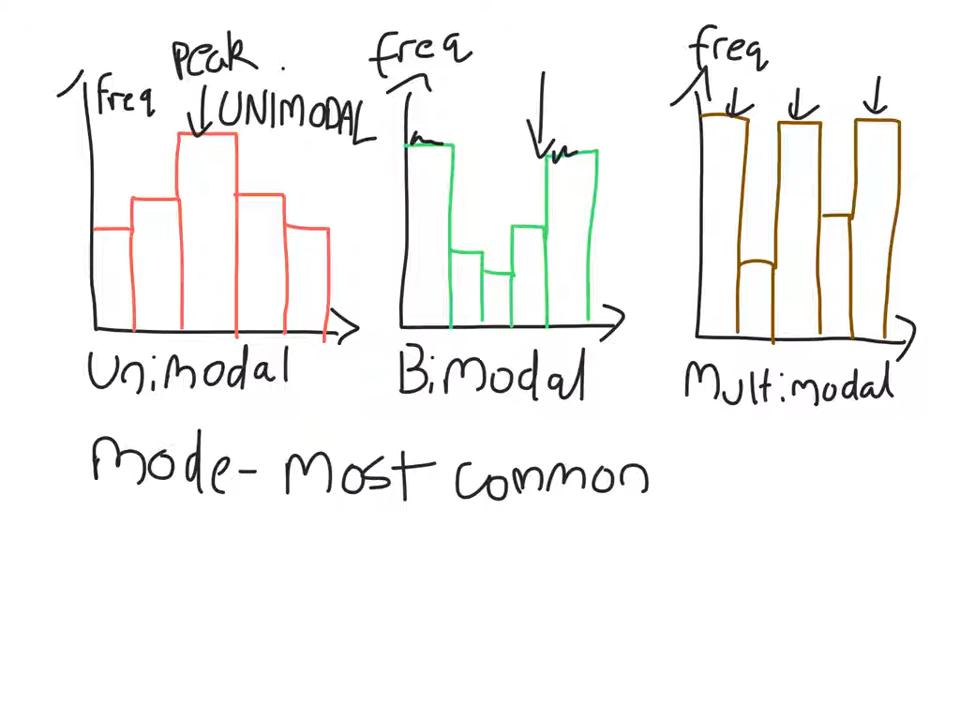 Peak .
freq
UNIMODAL
Unimodal
freq
Bimodal
freq
Multimodal
Mode- Most common